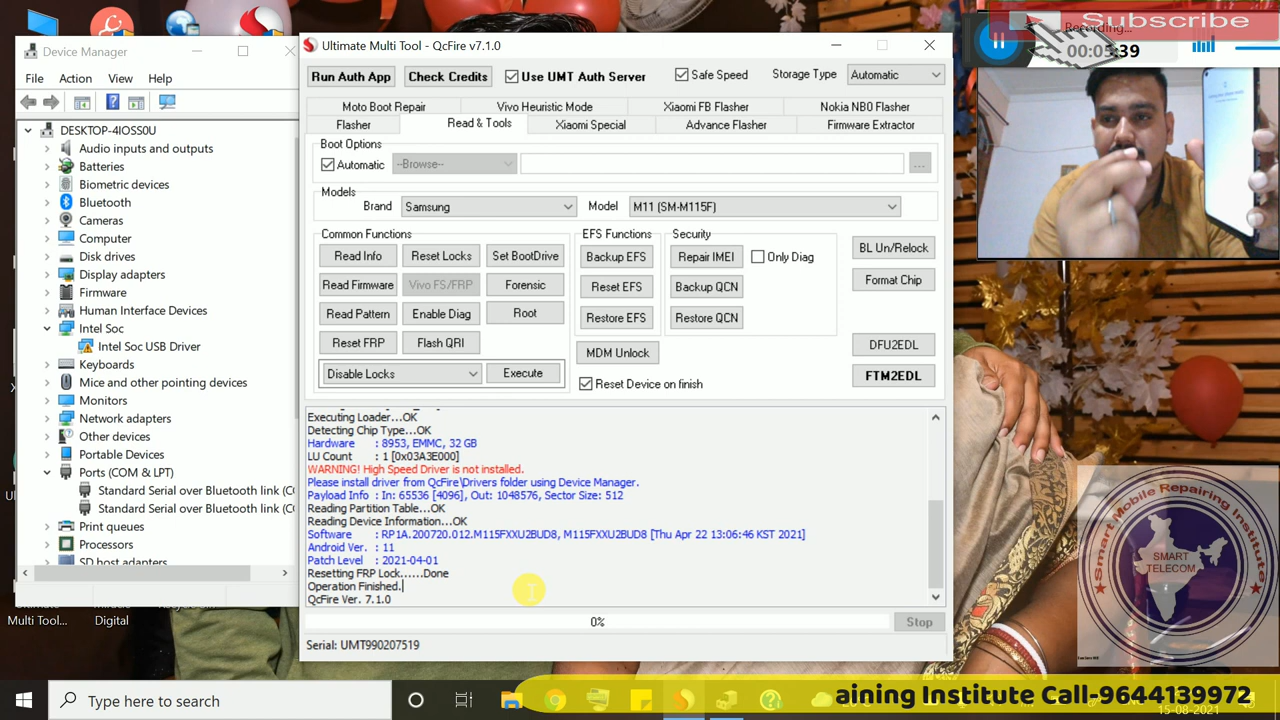 Subscribe
Recording...
00:05:39
Device Manager
File Action View Help
DESKTOP-4IOSS0U
Audio inputs and outputs
Batteries
Biometric devices
Bluetooth
Cameras
Computer
Disk drives
Display adapters
Firmware
Human Interface Devices
Intel Soc
Intel Soc USB Driver
Keyboards
Mice and other pointing devices
Monitors
Network adapters
Other devices
Portable Devices
Ports (COM & LPT)
Standard Serial over Bluetooth link (CO
Standard Serial over Bluetooth link (CO
Print queues
Processors
SD host adapters
Ultimate Multi Tool - QcFire v7.1.0
Run Auth App Check Credits Use UMT Auth Server Safe Speed Storage Type Automatic
Moto Boot Repair Vivo Heuristic Mode Xiaomi FB Flasher Nokia NB0 Flasher
Flasher Read & Tools Xiaomi Special Advance Flasher Firmware Extractor
Boot Options
Automatic --Browse-- ...
Models
Brand Samsung Model M11 (SM-M115F)
Common Functions EFS Functions Security
Read Info Reset Locks Set BootDrive Backup EFS Repair IMEI Only Diag BL Un/Relock
Read Firmware Vivo FS/FRP Forensic Reset EFS Backup QCN Format Chip
Read Pattern Enable Diag Root Restore EFS Restore QCN
Reset FRP Flash QRI MDM Unlock DFU2EDL
Disable Locks Execute Reset Device on finish FTM2EDL
Executing Loader...OK
Detecting Chip Type...OK
Hardware : 8953, EMMC, 32 GB
LU Count : 1 [0x03A3E000]
WARNING! High Speed Driver is not installed.
Please install driver from QcFire\Drivers folder using Device Manager.
Payload Info : In: 65536 [4096], Out: 1048576, Sector Size: 512
Reading Partition Table...OK
Reading Device Information...OK
Software : RP1A.200720.012.M115FXXU2BUD8, M115FXXU2BUD8 [Thu Apr 22 13:06:46 KST 2021]
Android Ver. : 11
Patch Level : 2021-04-01
Resetting FRP Lock......Done
Operation Finished.
QcFire Ver. 7.1.0
0% Stop
Serial: UMT990207519
Multi Tool... Digital
Smart Mobile Repairing Institute
SMART
TELECOM
Type here to search
aining Institute Call-9644139972
15-08-2021